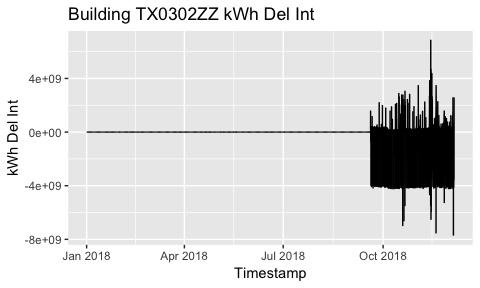 Building TX0302ZZ kWh Del Int
kWh Del Int
4e+09
0e+00
-4e+09
-8e+09
Jan 2018 Apr 2018 Jul 2018 Oct 2018
Timestamp